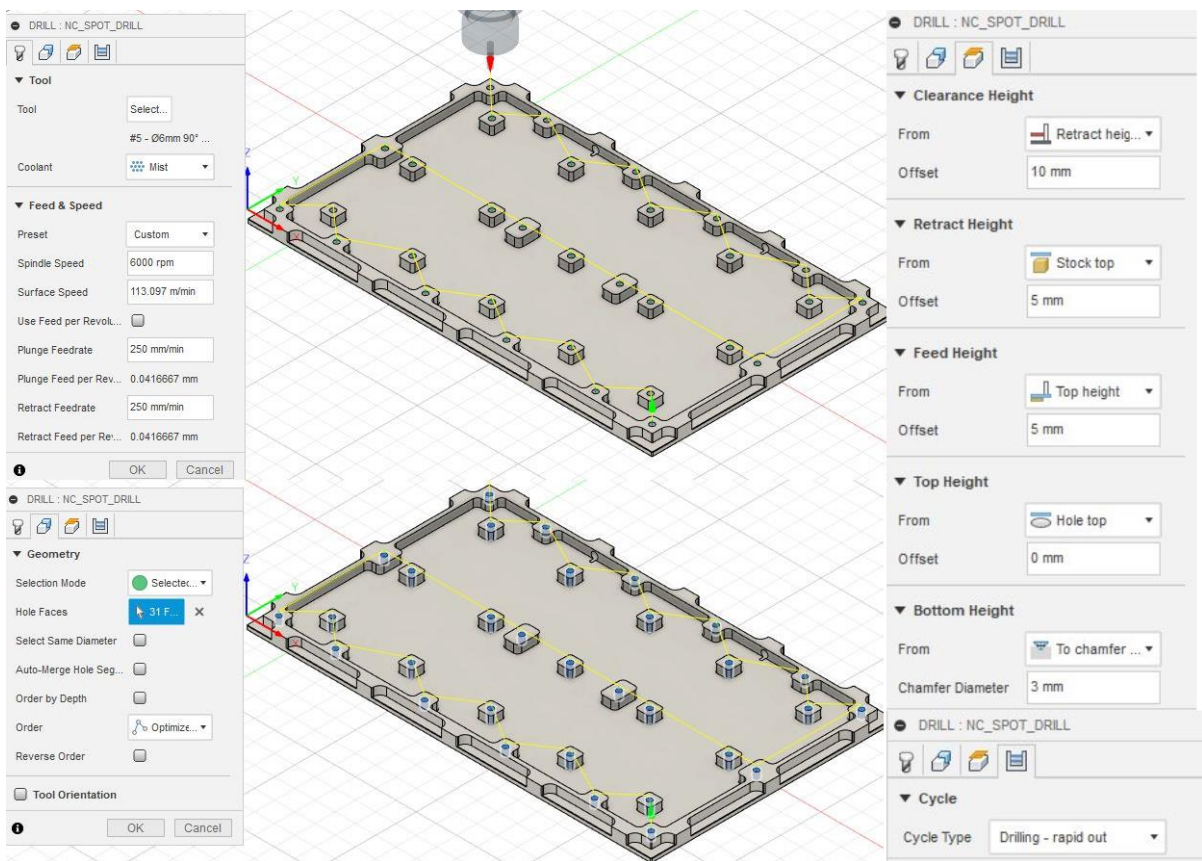 DRILL : NC_SPOT_DRILL
Tool
Tool Select...
#5 - Ø6mm 90° ...
Coolant Mist
Feed & Speed
Preset Custom
Spindle Speed 6000 rpm
Surface Speed 113.097 m/min
Use Feed per Revolu...
Plunge Feedrate 250 mm/min
Plunge Feed per Rev... 0.0416667 mm
Retract Feedrate 250 mm/min
Retract Feed per Re... 0.0416667 mm
OK Cancel
Z
Y
X
DRILL : NC_SPOT_DRILL
Geometry
Selection Mode Selectec...
Hole Faces 31 F...
Select Same Diameter
Auto-Merge Hole Seg...
Order by Depth
Order Optimize...
Reverse Order
Tool Orientation
OK Cancel
Z
Y
X
DRILL : NC_SPOT_DRILL
Clearance Height
From Retract heig...
Offset 10 mm
Retract Height
From Stock top
Offset 5 mm
Feed Height
From Top height
Offset 5 mm
Top Height
From Hole top
Offset 0 mm
Bottom Height
From To chamfer ...
Chamfer Diameter 3 mm
DRILL : NC_SPOT_DRILL
Cycle
Cycle Type Drilling - rapid out